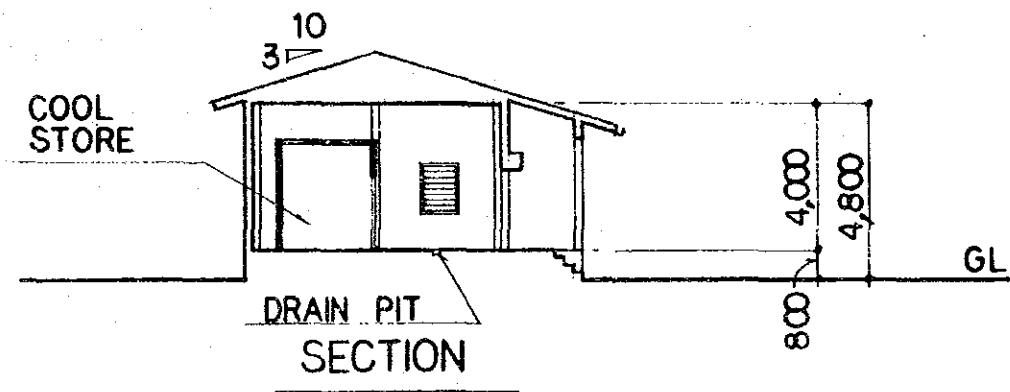 10
3
COOL
STORE
4,000
4,800
GL
800
DRAIN PIT
SECTION